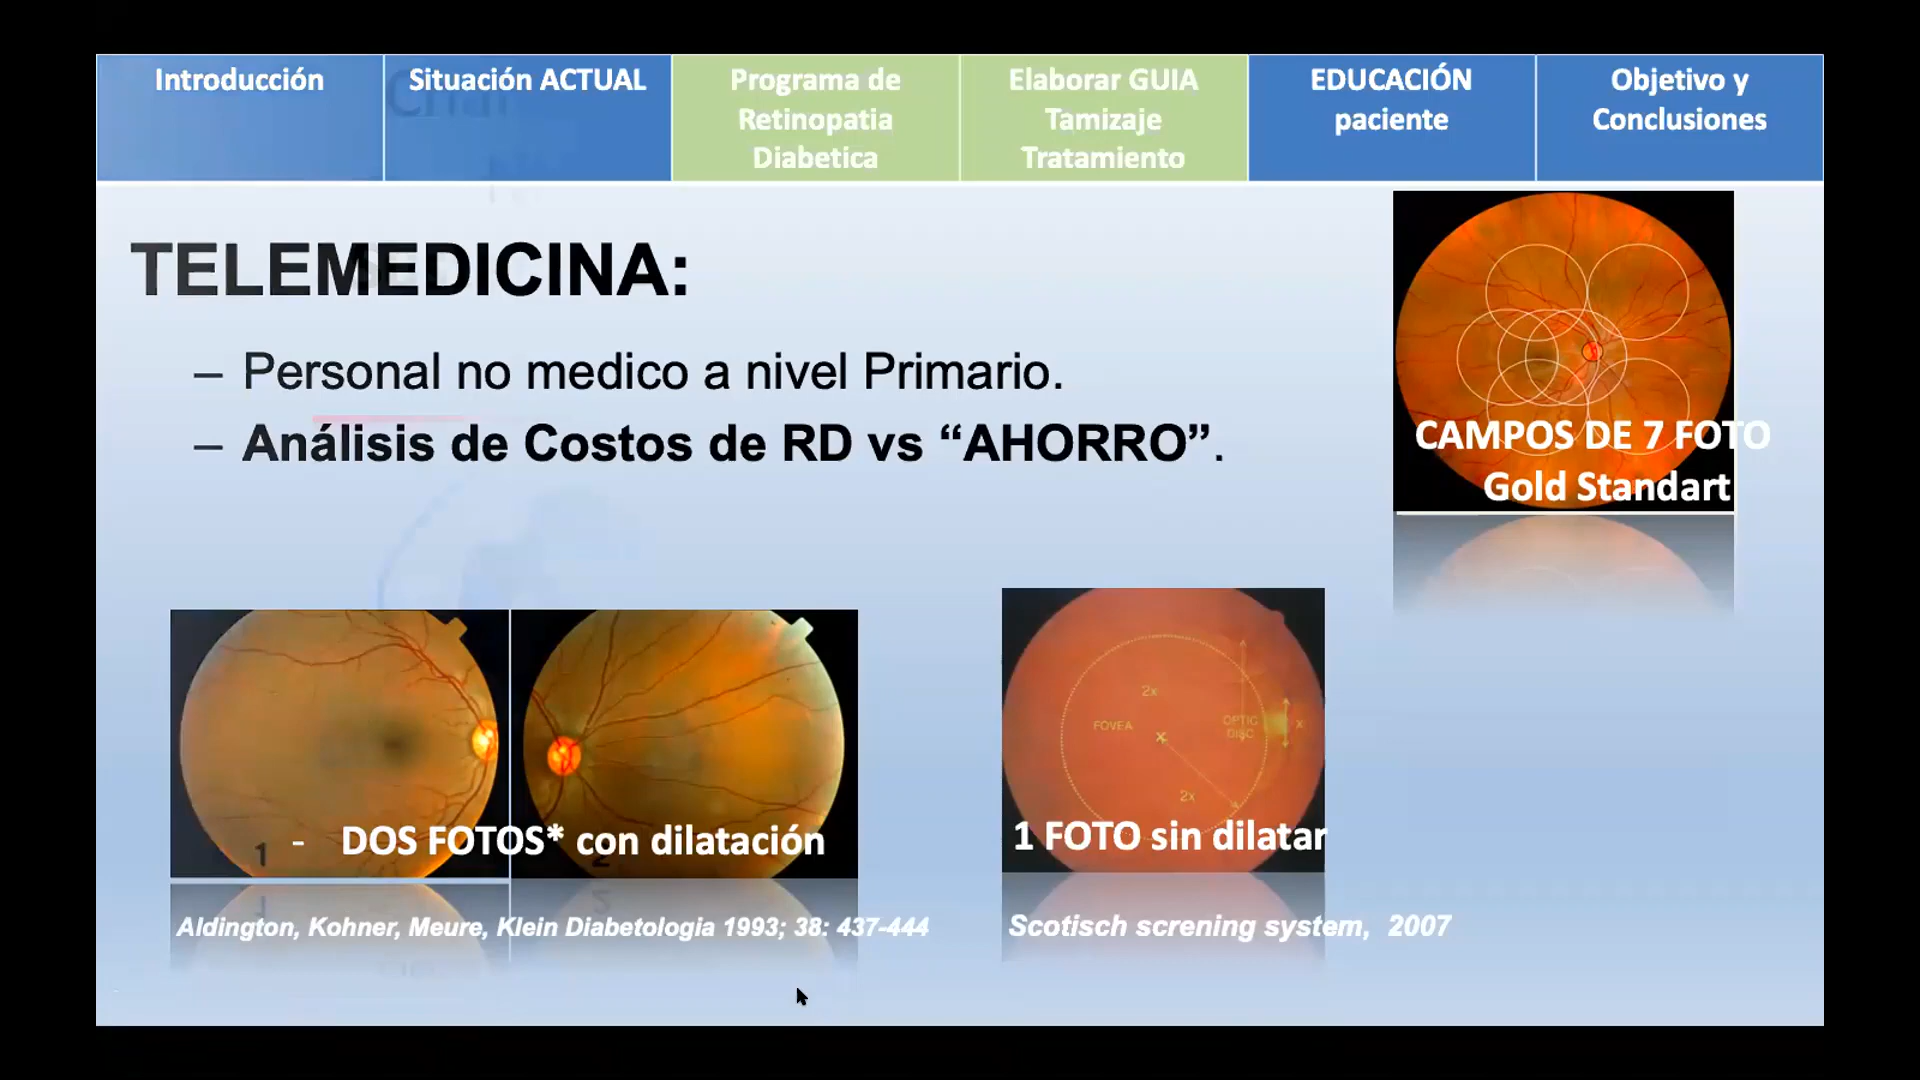 Introducción
Situación ACTUAL
Programa de
Retinopatia
Diabetica
Elaborar GUIA
Tamizaje
Tratamiento
EDUCACIÓN
paciente
Objetivo y
Conclusiones
TELEMEDICINA:
– Personal no medico a nivel Primario.
– Análisis de Costos de RD vs “AHORRO”.
CAMPOS DE 7 FOTO
Gold Standart
2x
FOVEA
OPTIC
DISC
x
2x
1
2
- DOS FOTOS* con dilatación
1 FOTO sin dilatar
Aldington, Kohner, Meure, Klein Diabetologia 1993; 38: 437-444
Scotisch screning system, 2007